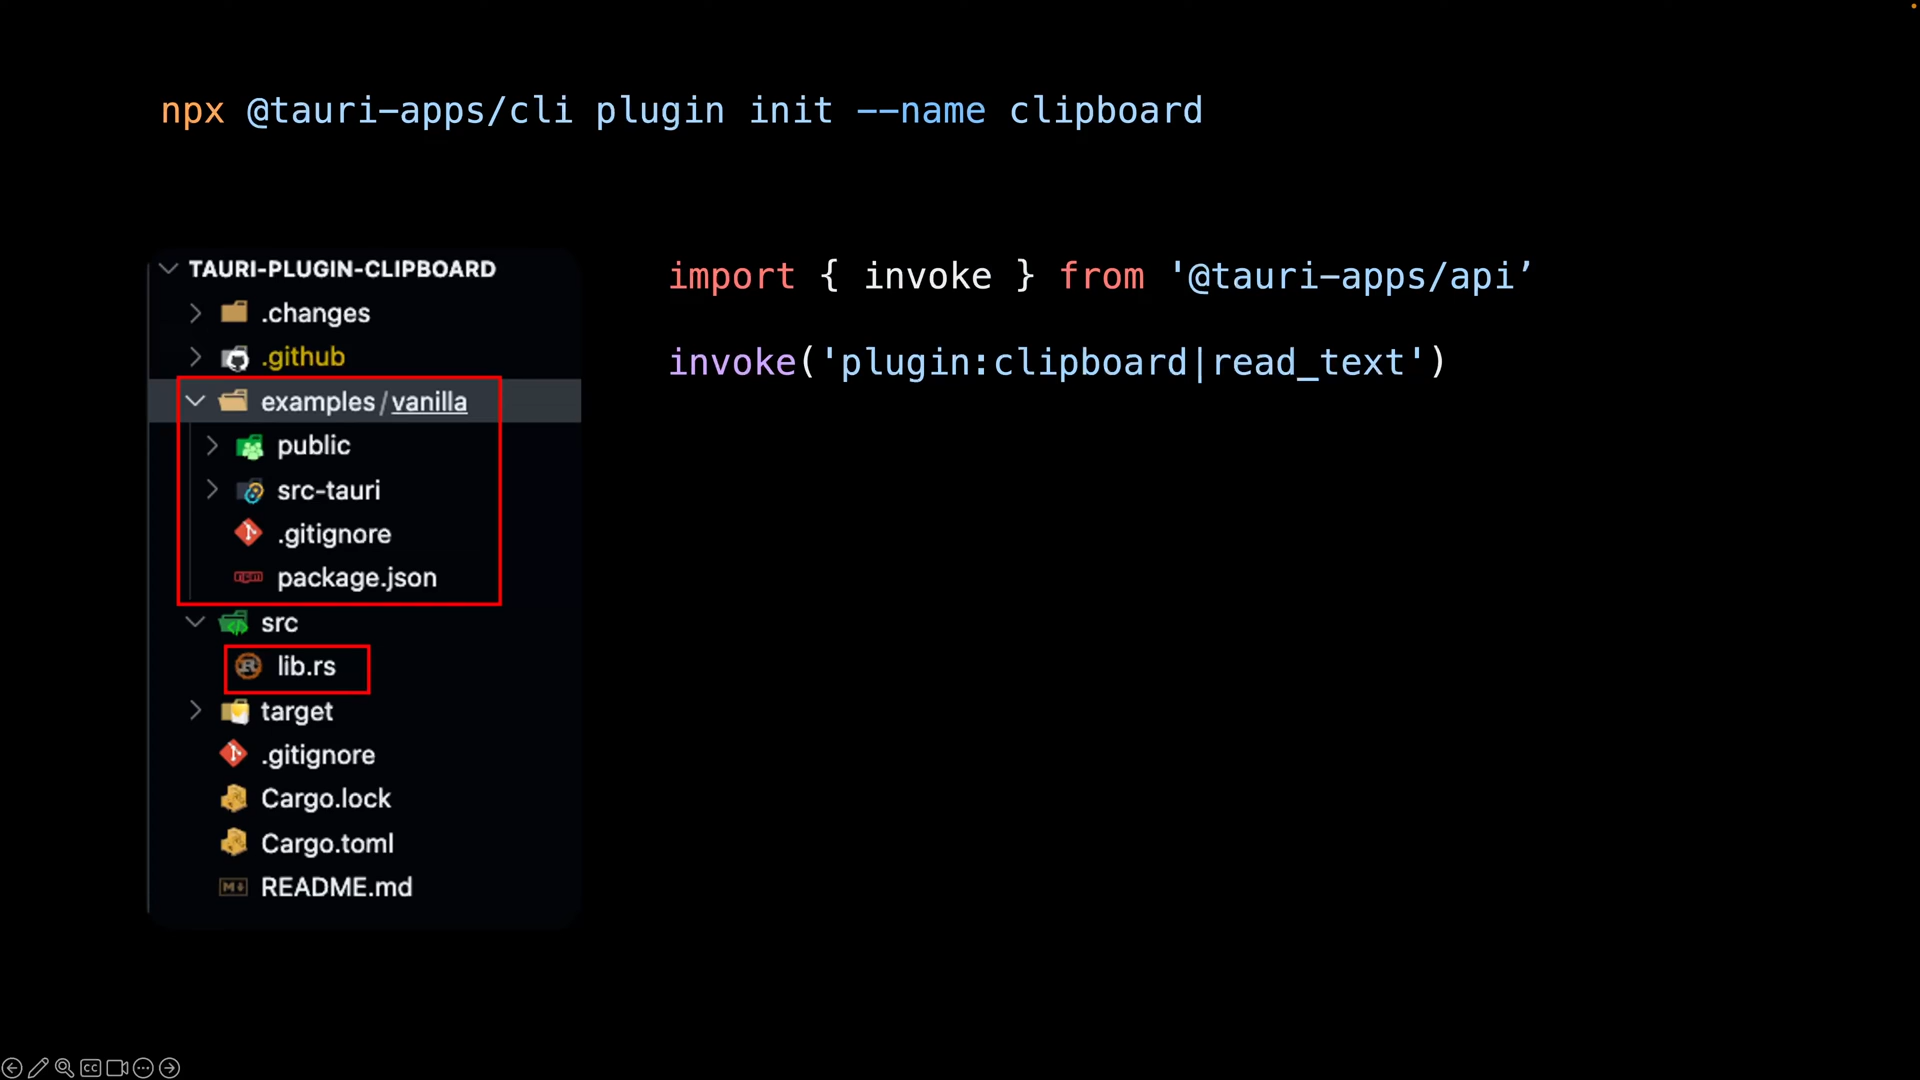 npx @tauri-apps/cli plugin init --name clipboard
TAURI-PLUGIN-CLIPBOARD
.changes
.github
examples/vanilla
public
src-tauri
.gitignore
package.json
src
lib.rs
target
.gitignore
Cargo.lock
Cargo.toml
README.md
import { invoke } from '@tauri-apps/api’
invoke('plugin:clipboard|read_text')